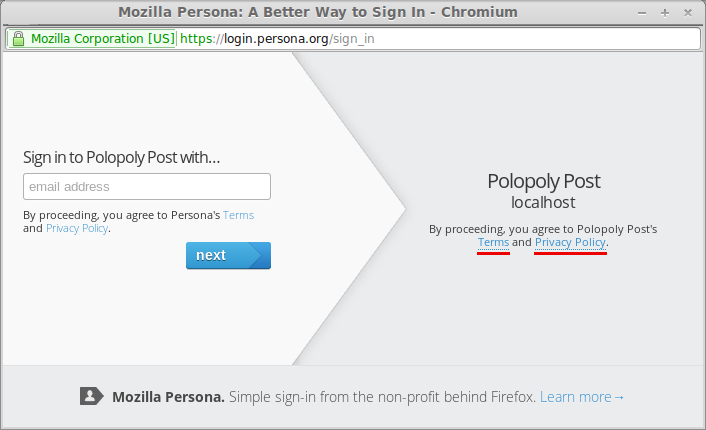 Mozilla Persona: A Better Way to Sign In - Chromium
Mozilla Corporation [US] https://login.persona.org/sign_in
Sign in to Polopoly Post with...
email address
By proceeding, you agree to Persona's Terms
and Privacy Policy.
next
Polopoly Post
localhost
By proceeding, you agree to Polopoly Post's
Terms and Privacy Policy.
Mozilla Persona. Simple sign-in from the non-profit behind Firefox. Learn more→